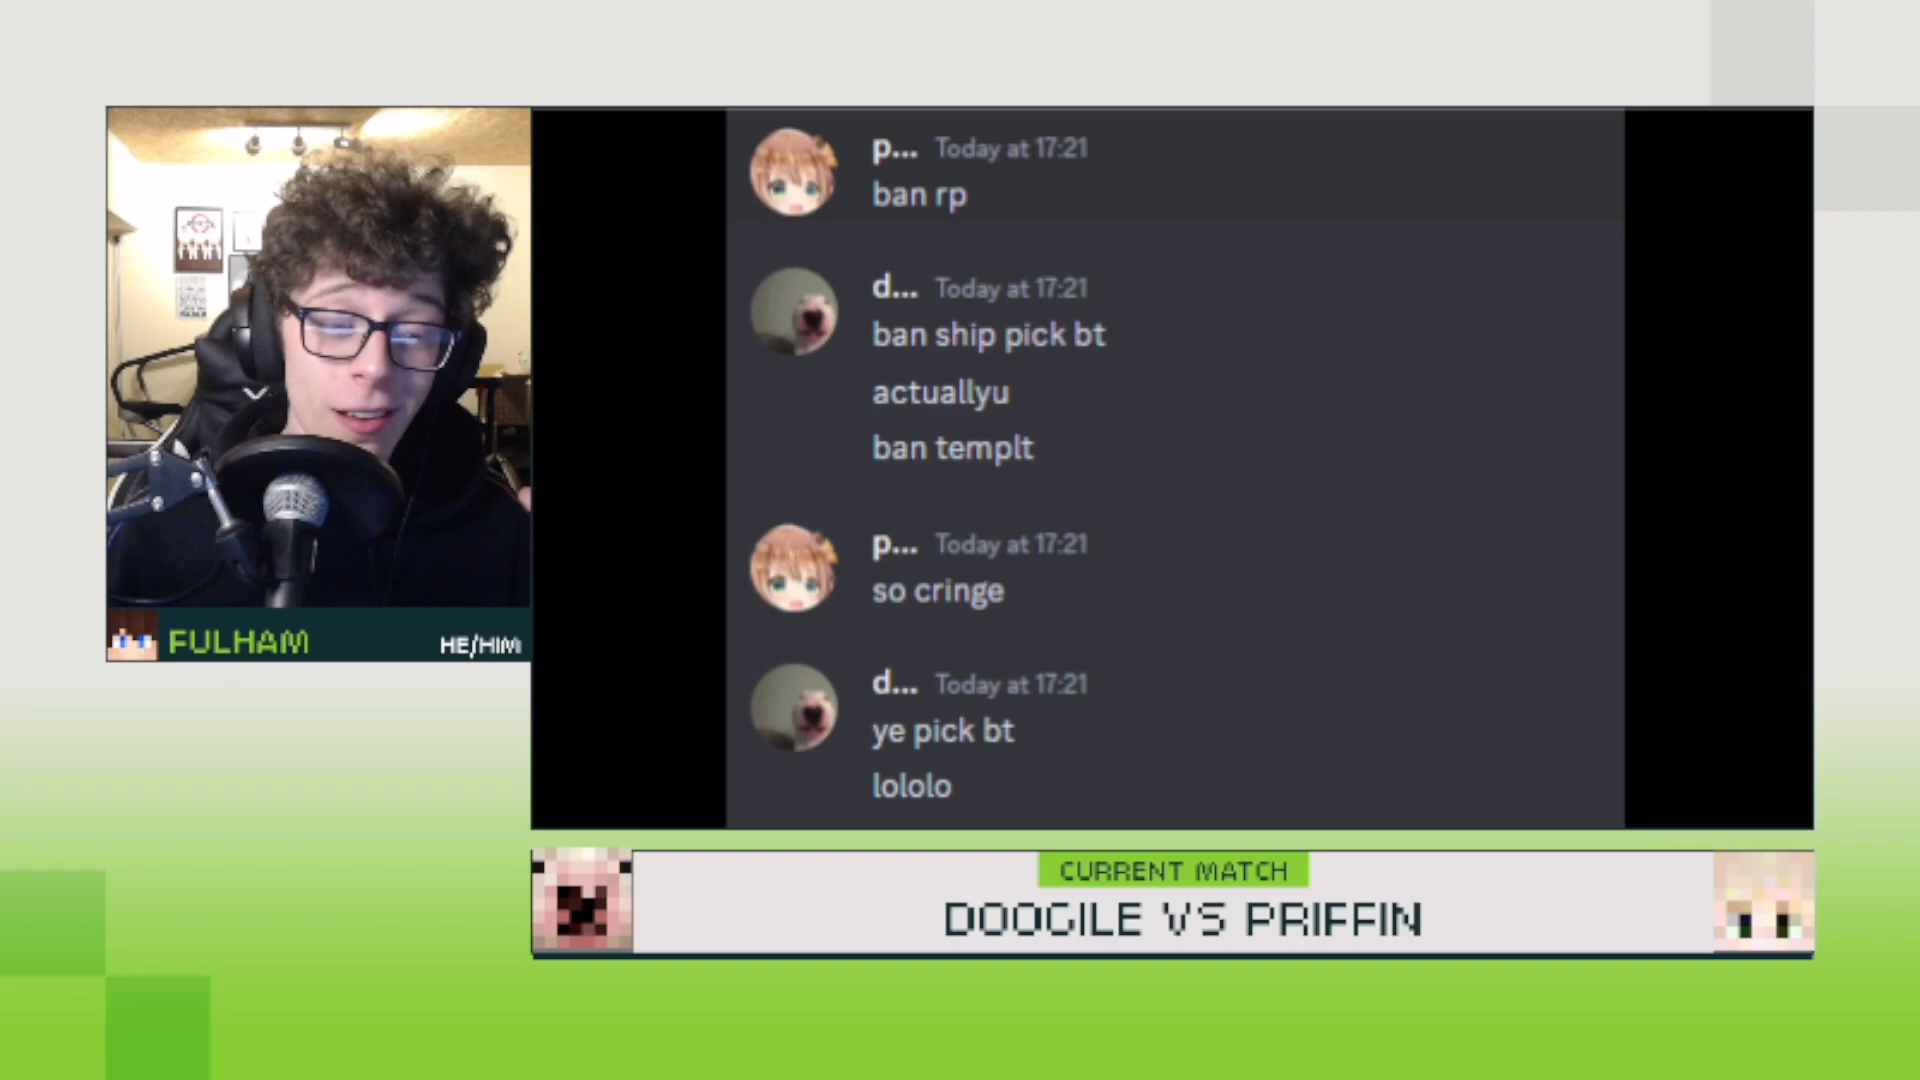 p... Today at 17:21
ban rp
d... Today at 17:21
ban ship pick bt
actuallyu
ban templt
p... Today at 17:21
so cringe
d... Today at 17:21
ye pick bt
lololo
FULHAM HE/HIM
CURRENT MATCH
DOOGILE VS PRIFFIN